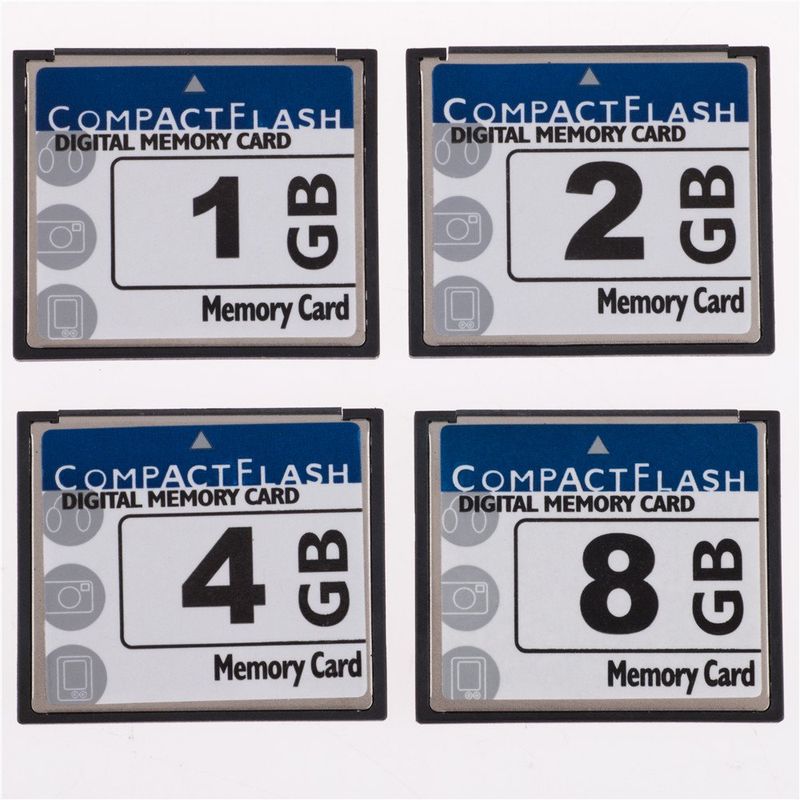 COMPACTFLASH
DIGITAL MEMORY CARD
1 GB
Memory Card
COMPACTFLASH
DIGITAL MEMORY CARD
2 GB
Memory Card
COMPACTFLASH
DIGITAL MEMORY CARD
4 GB
Memory Card
COMPACTFLASH
DIGITAL MEMORY CARD
8 GB
Memory Card